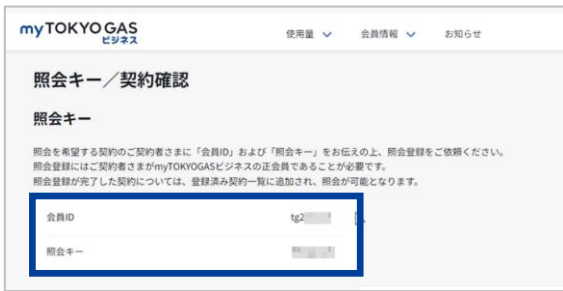 myTOKYOGAS
ビジネス
使用量 会員情報 お知らせ
照会キー／契約確認
照会キー
照会を希望する契約のご契約者さまに「会員ID」および「照会キー」をお伝えの上、照会登録をご依頼ください。
照会登録にはご契約者さまがmyTOKYOGASビジネスの正会員であることが必要です。
照会登録が完了した契約については、登録済み契約一覧に追加され、照会が可能となります。
会員ID tg2
照会キー